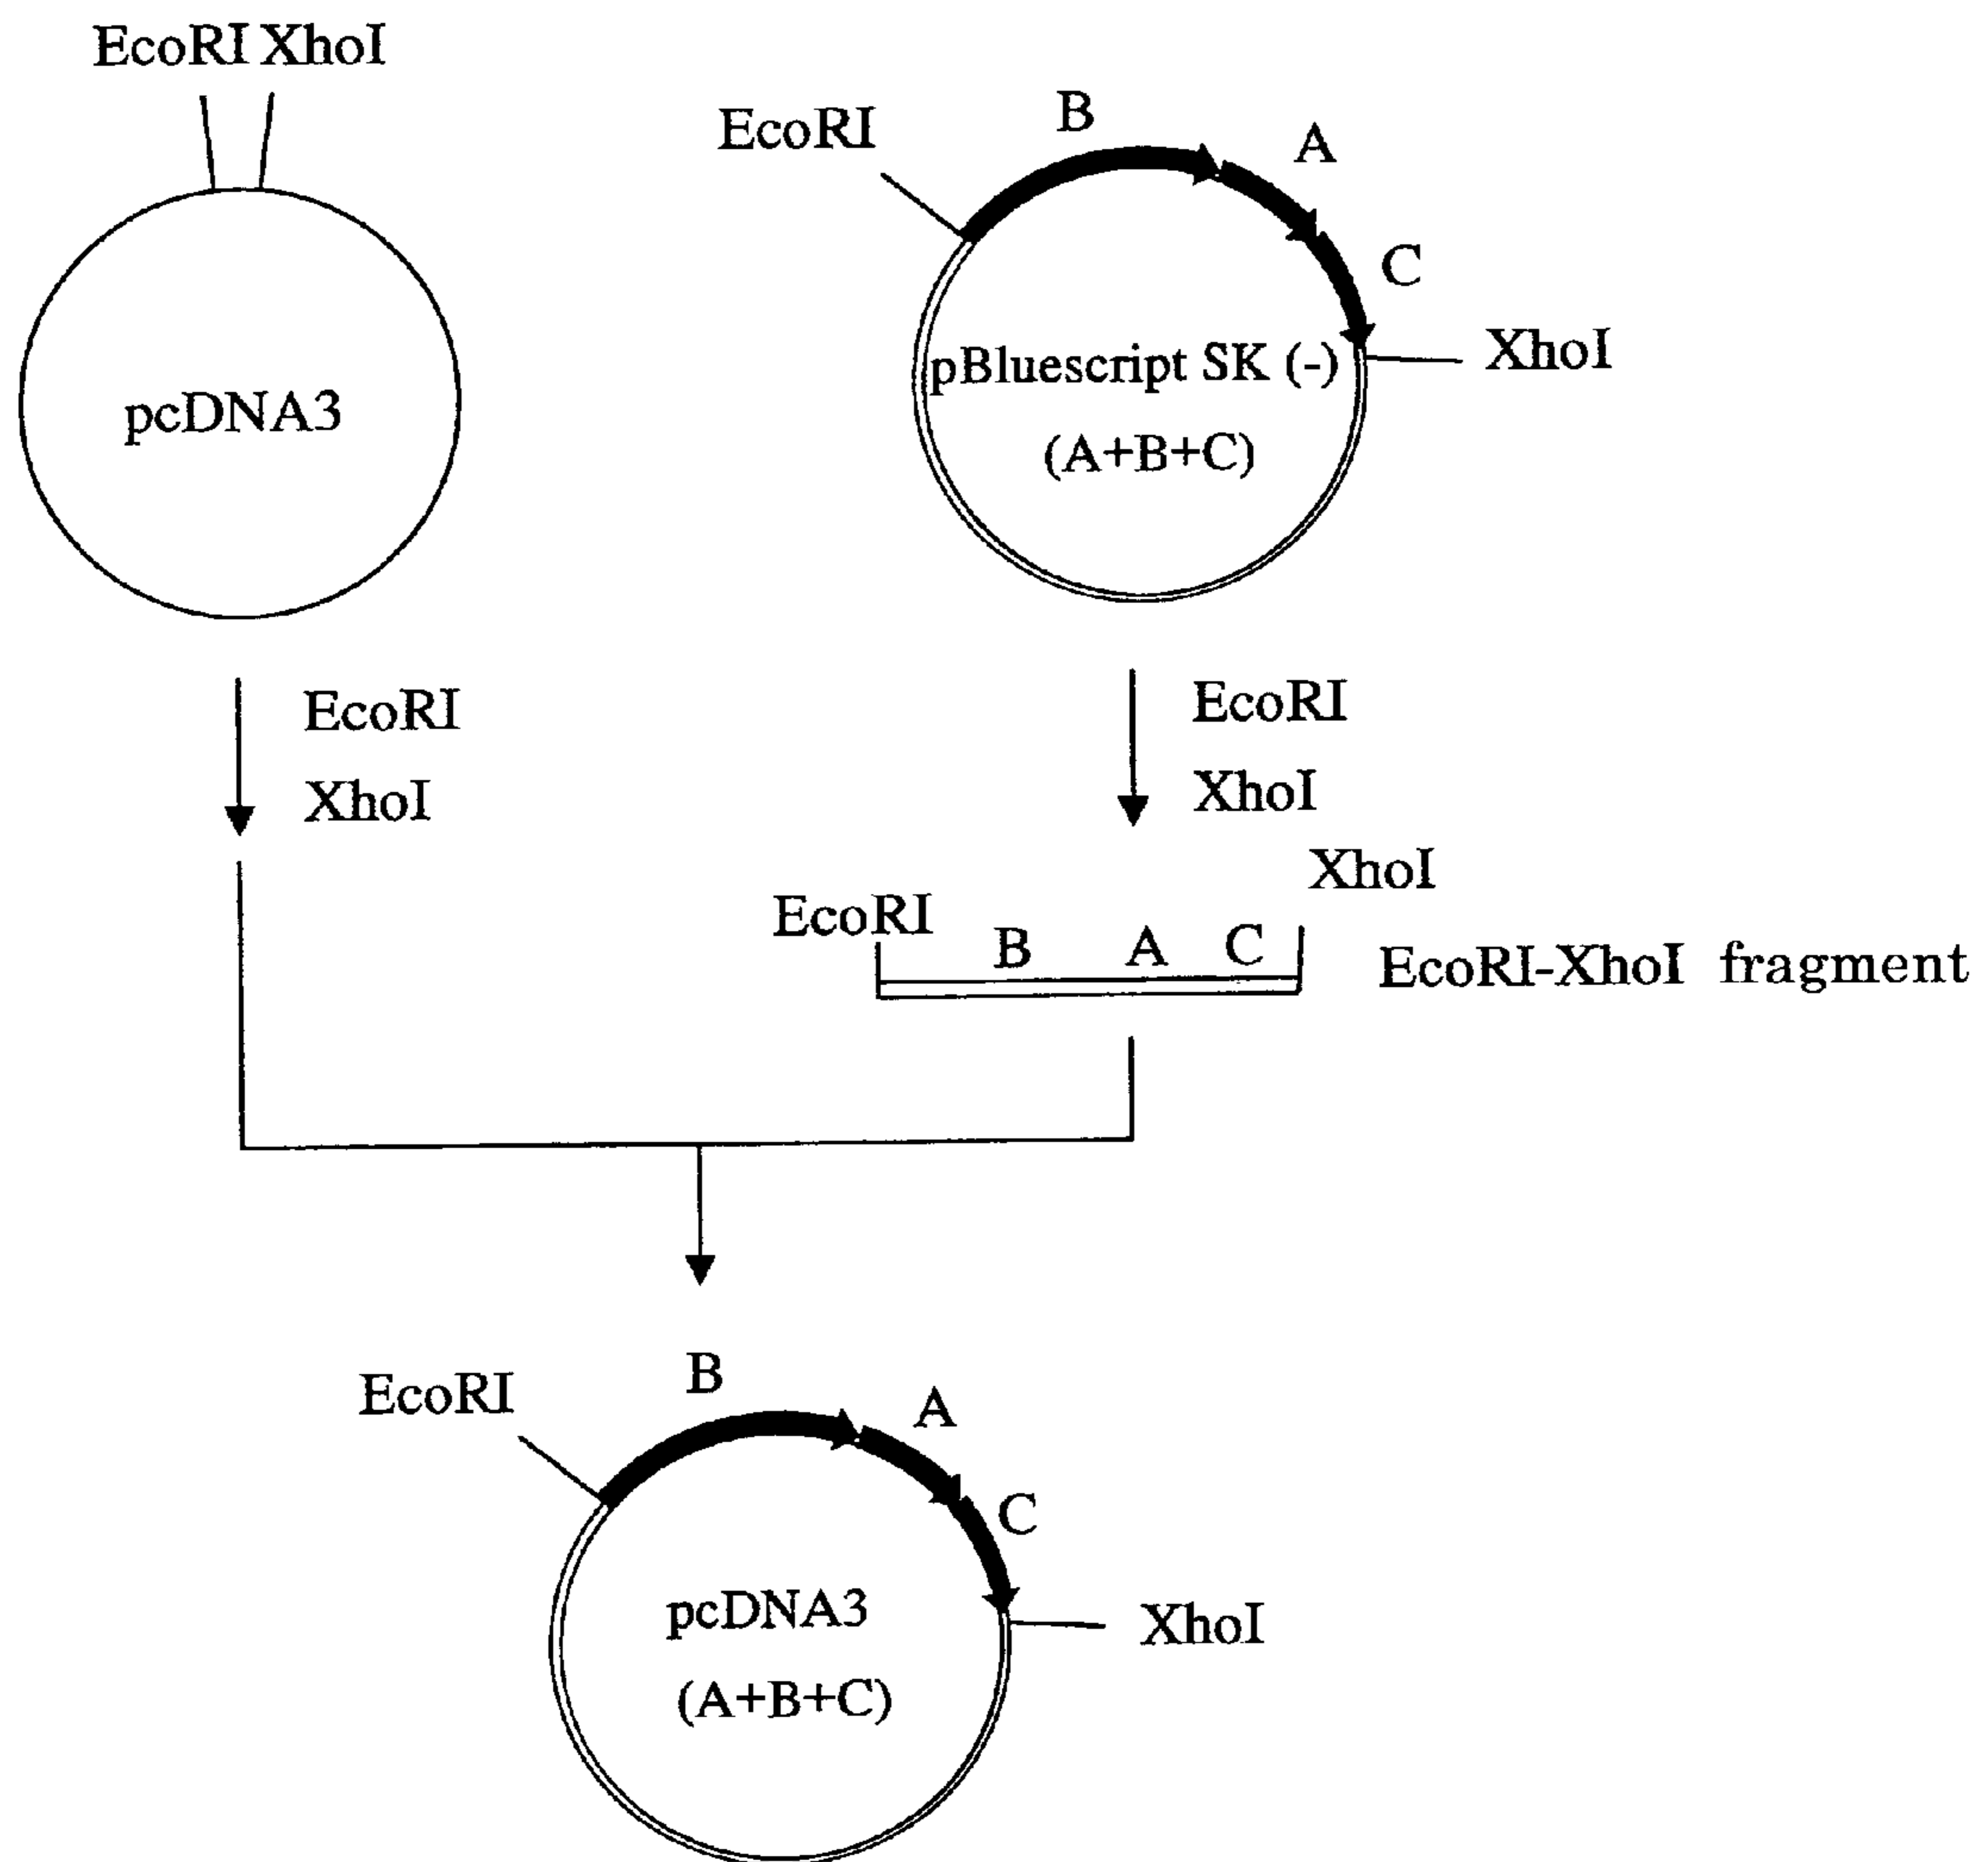 EcoRI XhoI
pcDNA3
EcoRI
B
A
C
XhoI
pBluescript SK (-)
(A+B+C)
EcoRI
XhoI
EcoRI
XhoI
EcoRI
XhoI
B A C
EcoRI-XhoI fragment
EcoRI
B
A
C
XhoI
pcDNA3
(A+B+C)